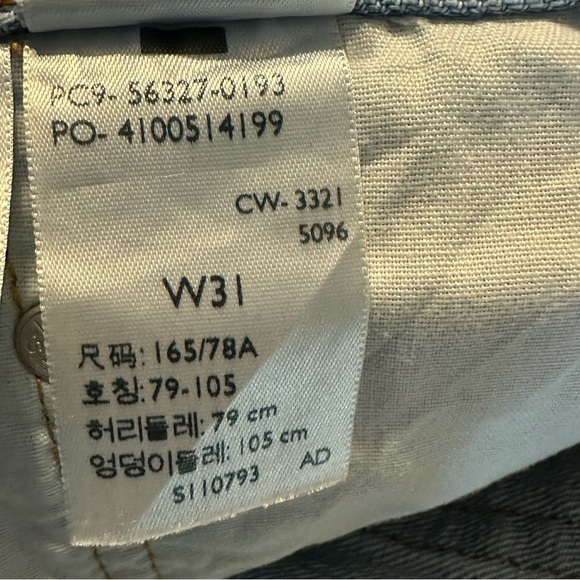 PC9- 56327-0193
PO- 4100514199
CW- 3321
5096
W31
尺码: 165/78A
호칭: 79-105
허리둘레: 79 cm
엉덩이둘레: 105 cm
S110793 AD